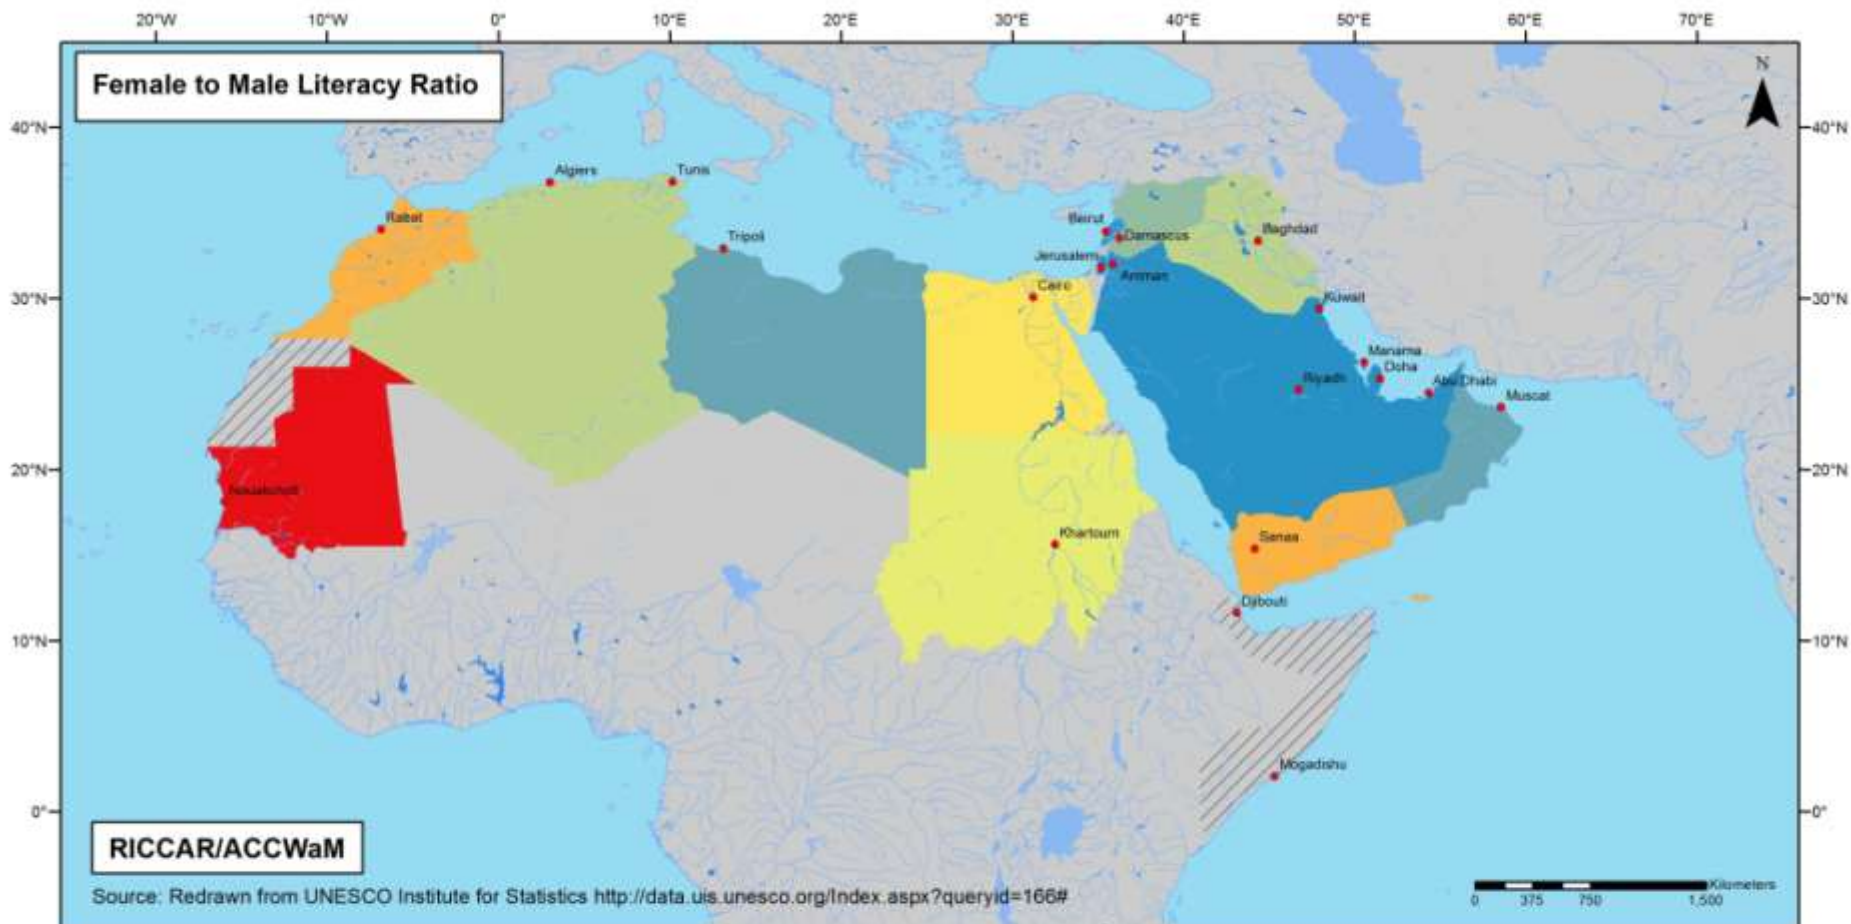 20°W 10°W 0° 10°E 20°E 30°E 40°E 50°E 60°E 70°E
Female to Male Literacy Ratio
N
40°N 40°N
Algiers Tunis
Rabat Beirut
Tripoli Damascus Baghdad
Jerusalem
Amman
Cairo
30°N Kuwait 30°N
Manama
Doha
Riyadh Abu Dhabi
Muscat
20°N 20°N
Nouakchott
Khartoum
Sanaa
Djibouti
10°N 10°N
Mogadishu
0° 0°
RICCAR/ACCWaM
Source: Redrawn from UNESCO Institute for Statistics http://data.uis.unesco.org/Index.aspx?queryid=166#
Kilometers
0 375 750 1,500